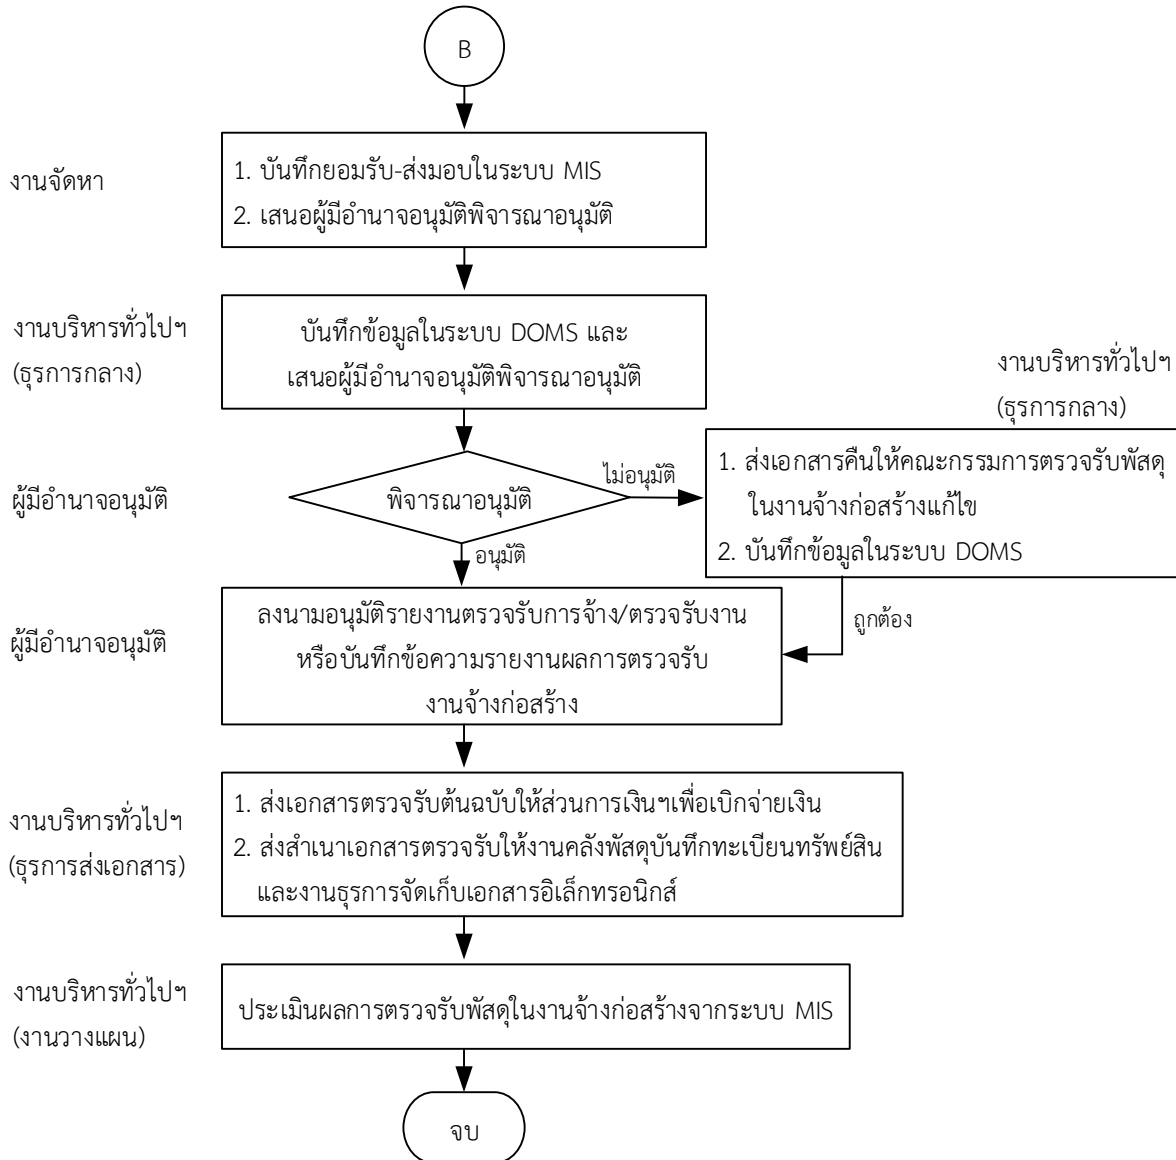 B
งานจัดหา
1. บันทึกยอมรับ-ส่งมอบในระบบ MIS
2. เสนอผู้มีอำนาจอนุมัติพิจารณาอนุมัติ
งานบริหารทั่วไปฯ
(ธุรการกลาง)
บันทึกข้อมูลในระบบ DOMS และ
เสนอผู้มีอำนาจอนุมัติพิจารณาอนุมัติ
งานบริหารทั่วไปฯ
(ธุรการกลาง)
ผู้มีอำนาจอนุมัติ
พิจารณาอนุมัติ
ไม่อนุมัติ
1. ส่งเอกสารคืนให้คณะกรรมการตรวจรับพัสดุ
ในงานจ้างก่อสร้างแก้ไข
2. บันทึกข้อมูลในระบบ DOMS
อนุมัติ
ถูกต้อง
ผู้มีอำนาจอนุมัติ
ลงนามอนุมัติรายงานตรวจรับการจ้าง/ตรวจรับงาน
หรือบันทึกข้อความรายงานผลการตรวจรับ
งานจ้างก่อสร้าง
งานบริหารทั่วไปฯ
(ธุรการส่งเอกสาร)
1. ส่งเอกสารตรวจรับต้นฉบับให้ส่วนการเงินฯเพื่อเบิกจ่ายเงิน
2. ส่งสำเนาเอกสารตรวจรับให้งานคลังพัสดุบันทึกทะเบียนทรัพย์สิน
และงานธุรการจัดเก็บเอกสารอิเล็กทรอนิกส์
งานบริหารทั่วไปฯ
(งานวางแผน)
ประเมินผลการตรวจรับพัสดุในงานจ้างก่อสร้างจากระบบ MIS
จบ